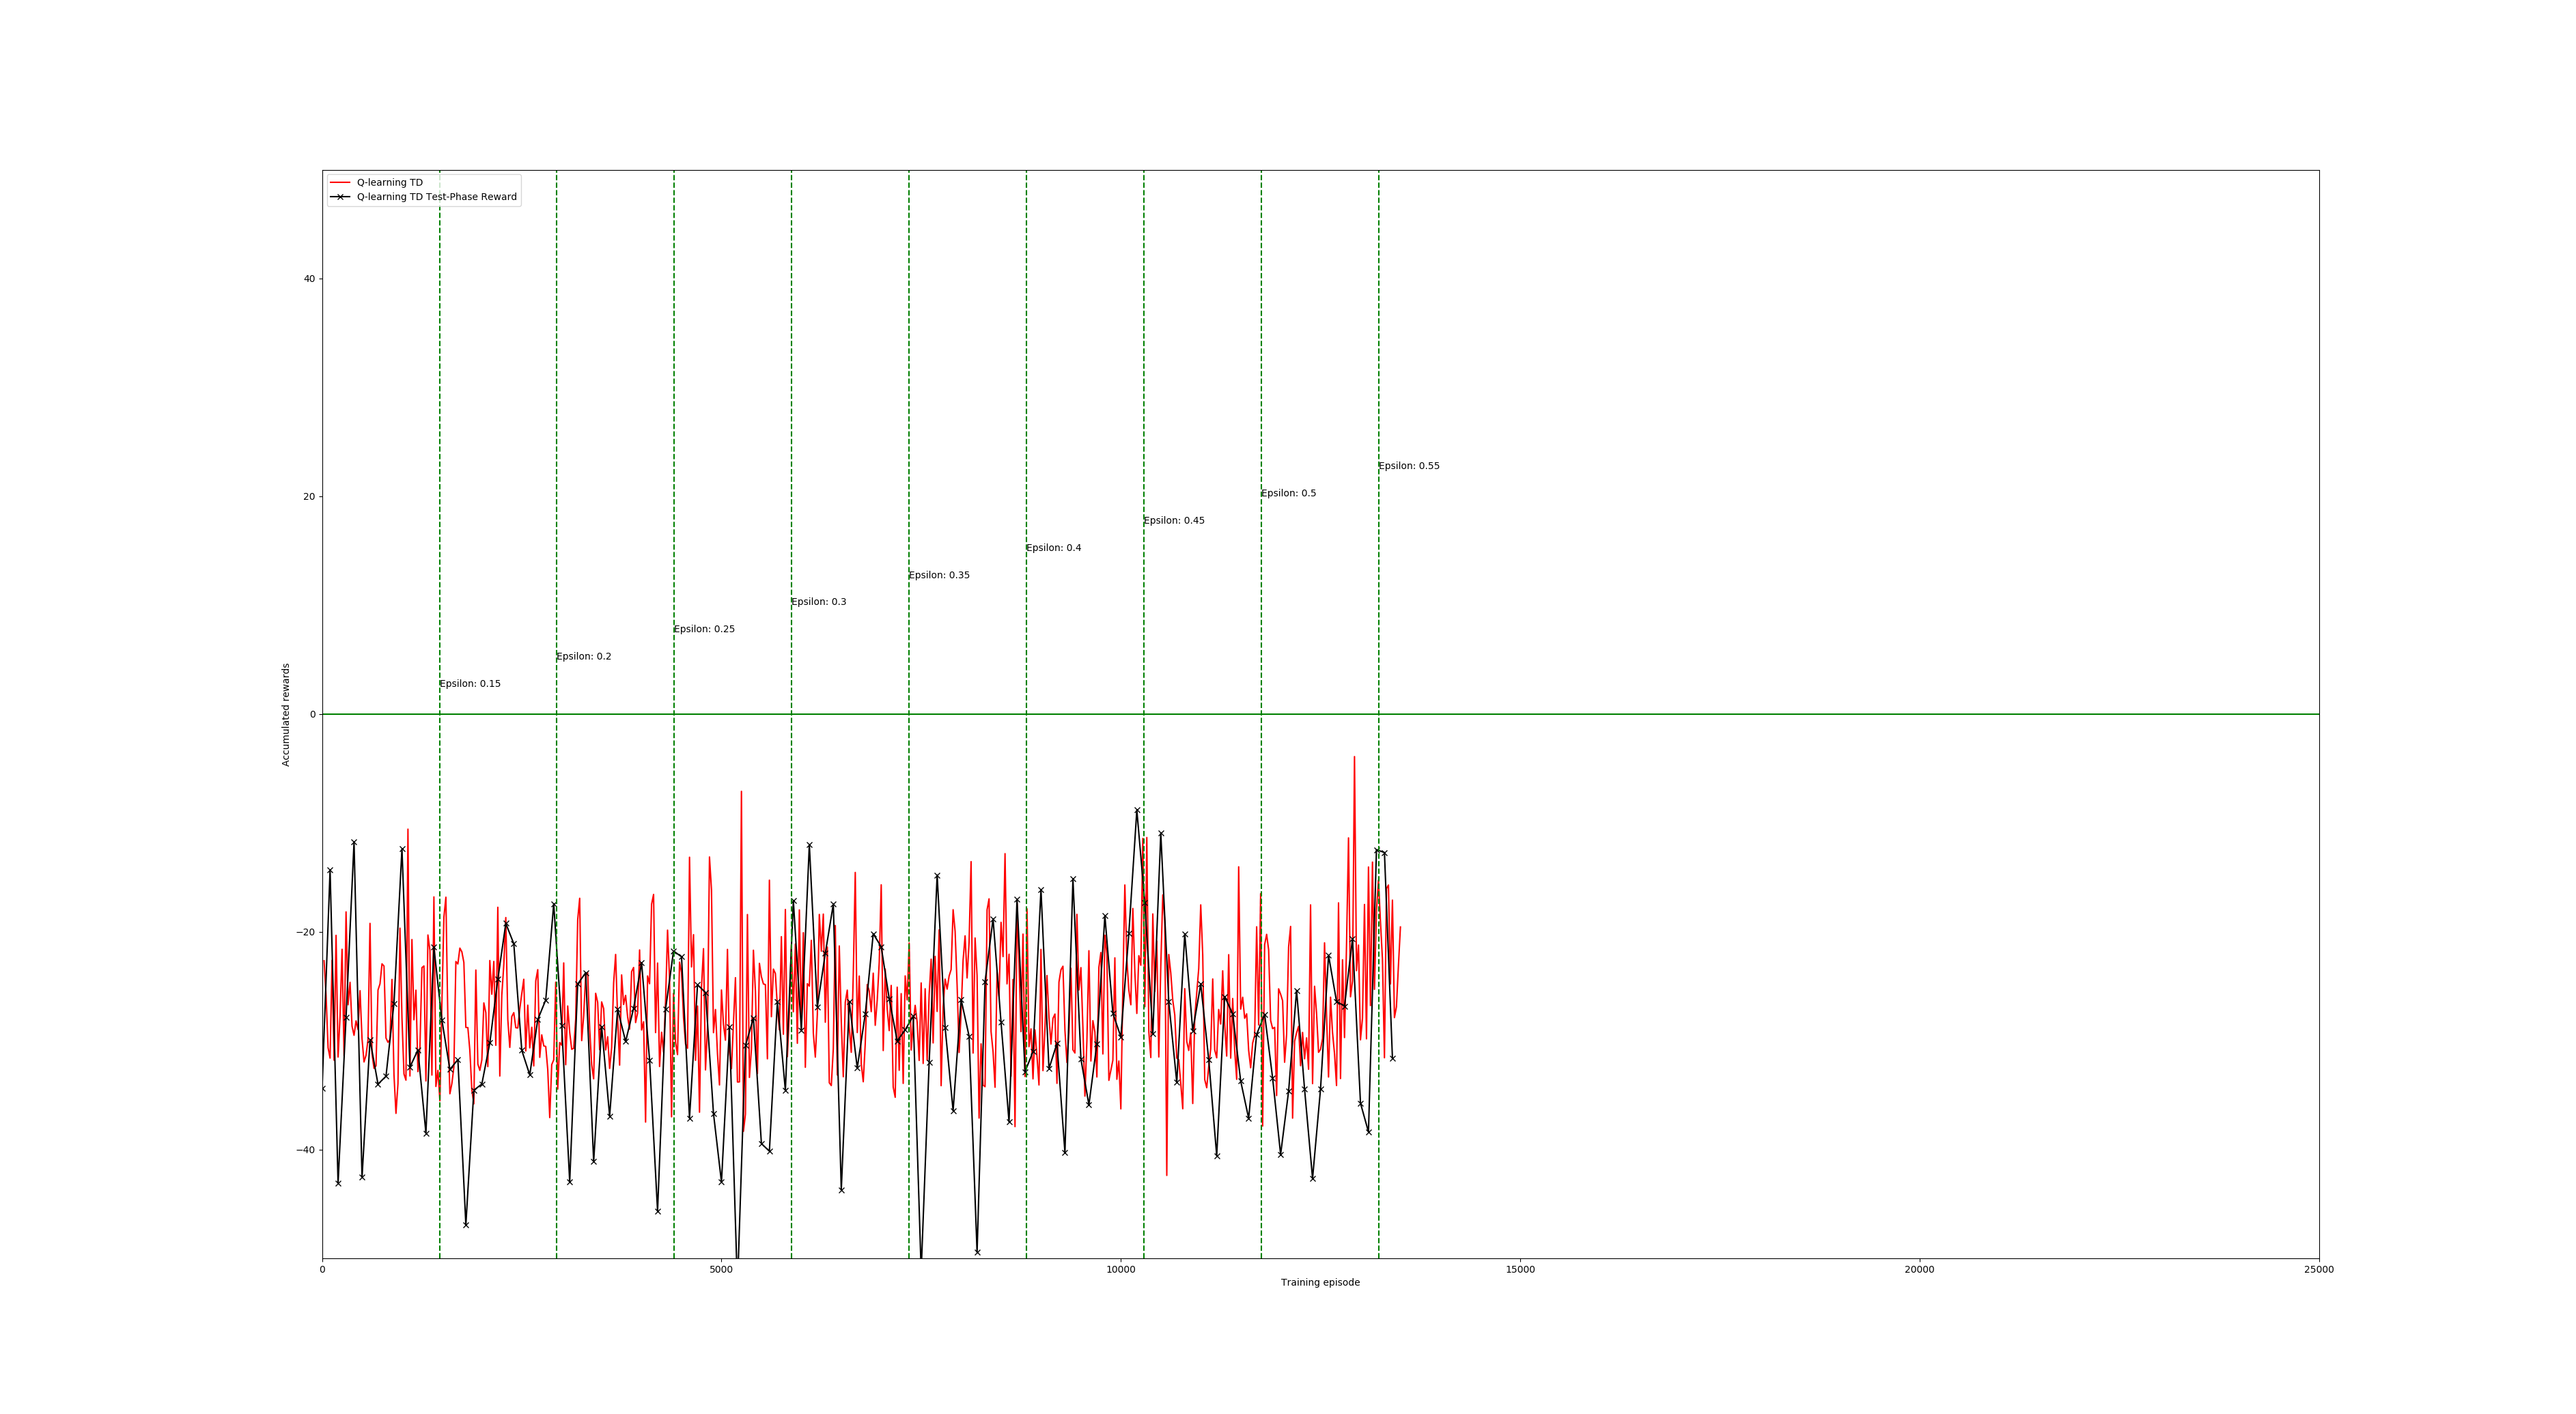 Q-learning TD
Q-learning TD Test-Phase Reward
40
20
0
−20
−40
Accumulated rewards
Epsilon: 0.55
Epsilon: 0.5
Epsilon: 0.45
Epsilon: 0.4
Epsilon: 0.35
Epsilon: 0.3
Epsilon: 0.25
Epsilon: 0.2
Epsilon: 0.15
0 5000 10000 15000 20000 25000
Training episode